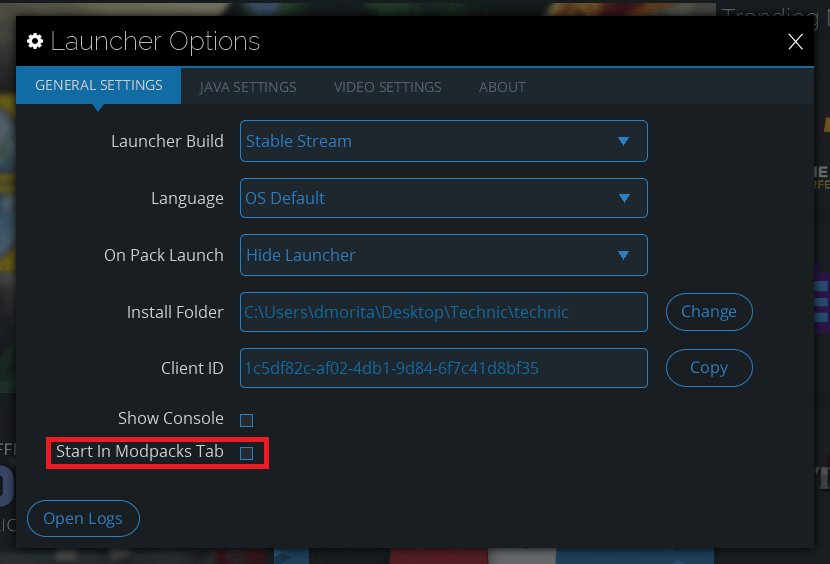 Trending
Launcher Options
X
GENERAL SETTINGS JAVA SETTINGS VIDEO SETTINGS ABOUT
Launcher Build Stable Stream
Language OS Default
On Pack Launch Hide Launcher
Install Folder C:\Users\dmorita\Desktop\Technic\technic Change
Client ID 1c5df82c-af02-4db1-9d84-6f7c41d8bf35 Copy
Show Console
Start In Modpacks Tab
Open Logs